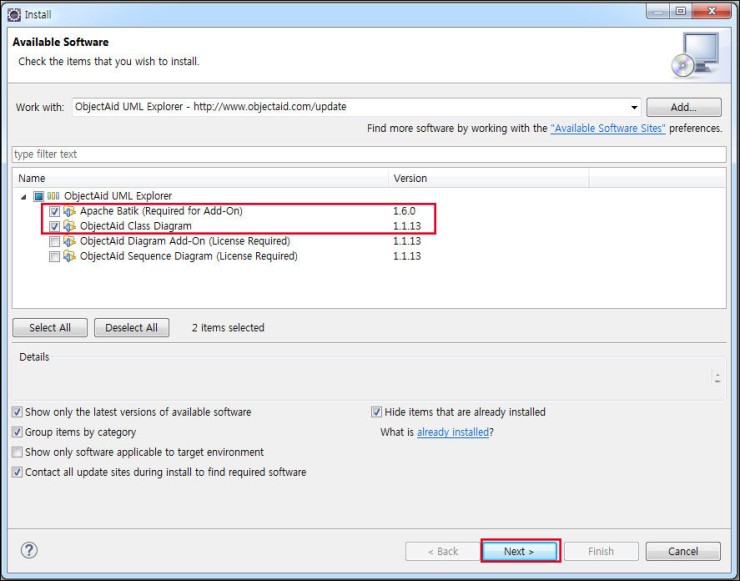 Install
Available Software
Check the items that you wish to install.
Work with: ObjectAid UML Explorer - http://www.objectaid.com/update Add...
Find more software by working with the "Available Software Sites" preferences.
type filter text
Name Version
ObjectAid UML Explorer
Apache Batik (Required for Add-On) 1.6.0
ObjectAid Class Diagram 1.1.13
ObjectAid Diagram Add-On (License Required) 1.1.13
ObjectAid Sequence Diagram (License Required) 1.1.13
Select All Deselect All 2 items selected
Details
Show only the latest versions of available software Hide items that are already installed
Group items by category What is already installed?
Show only software applicable to target environment
Contact all update sites during install to find required software
? < Back Next > Finish Cancel